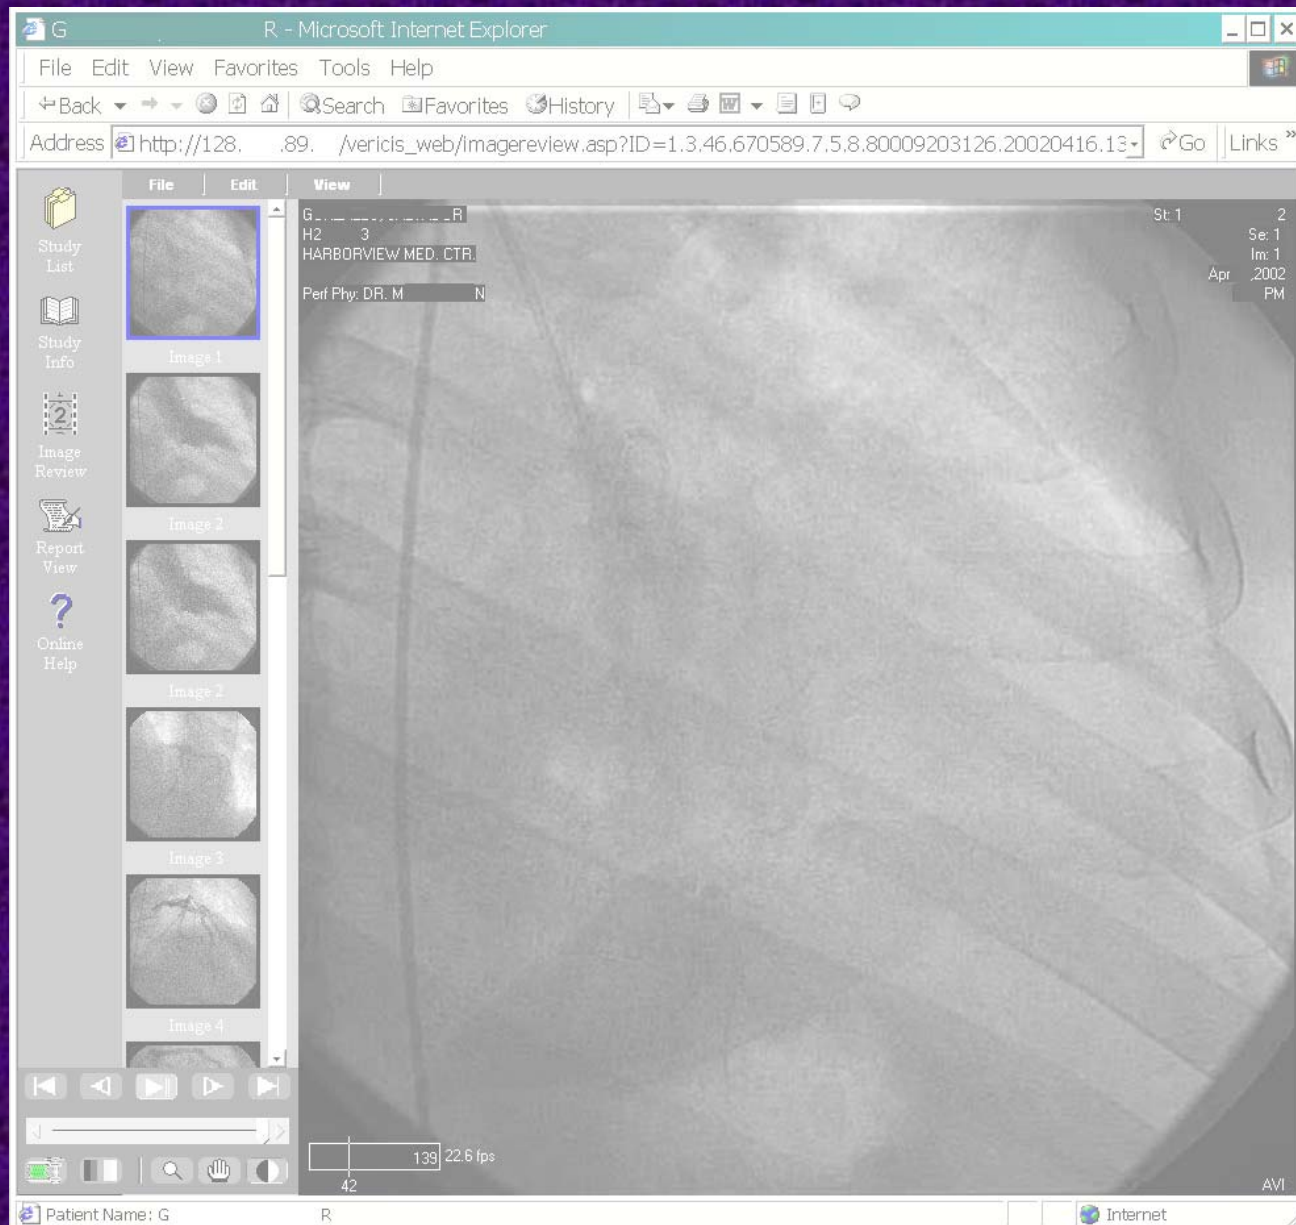 G R - Microsoft Internet Explorer
File Edit View Favorites Tools Help
Back Search Favorites History
Address http://128. .89. /vericis_web/imagereview.asp?ID=1.3.46.670589.7.5.8.80009203126.20020416.13 Go Links »
File Edit View
Study
List
Study
Info
2
Image
Review
Report
View
?
Online
Help
Image 1
Image 2
Image 2
Image 3
Image 4
R
H2 3
HARBORVIEW MED. CTR.
Perf Phy: DR. M N
St: 1 2
Se: 1
Im: 1
Apr ,2002
PM
139 22.6 fps
42
AVI
Patient Name: G R
Internet